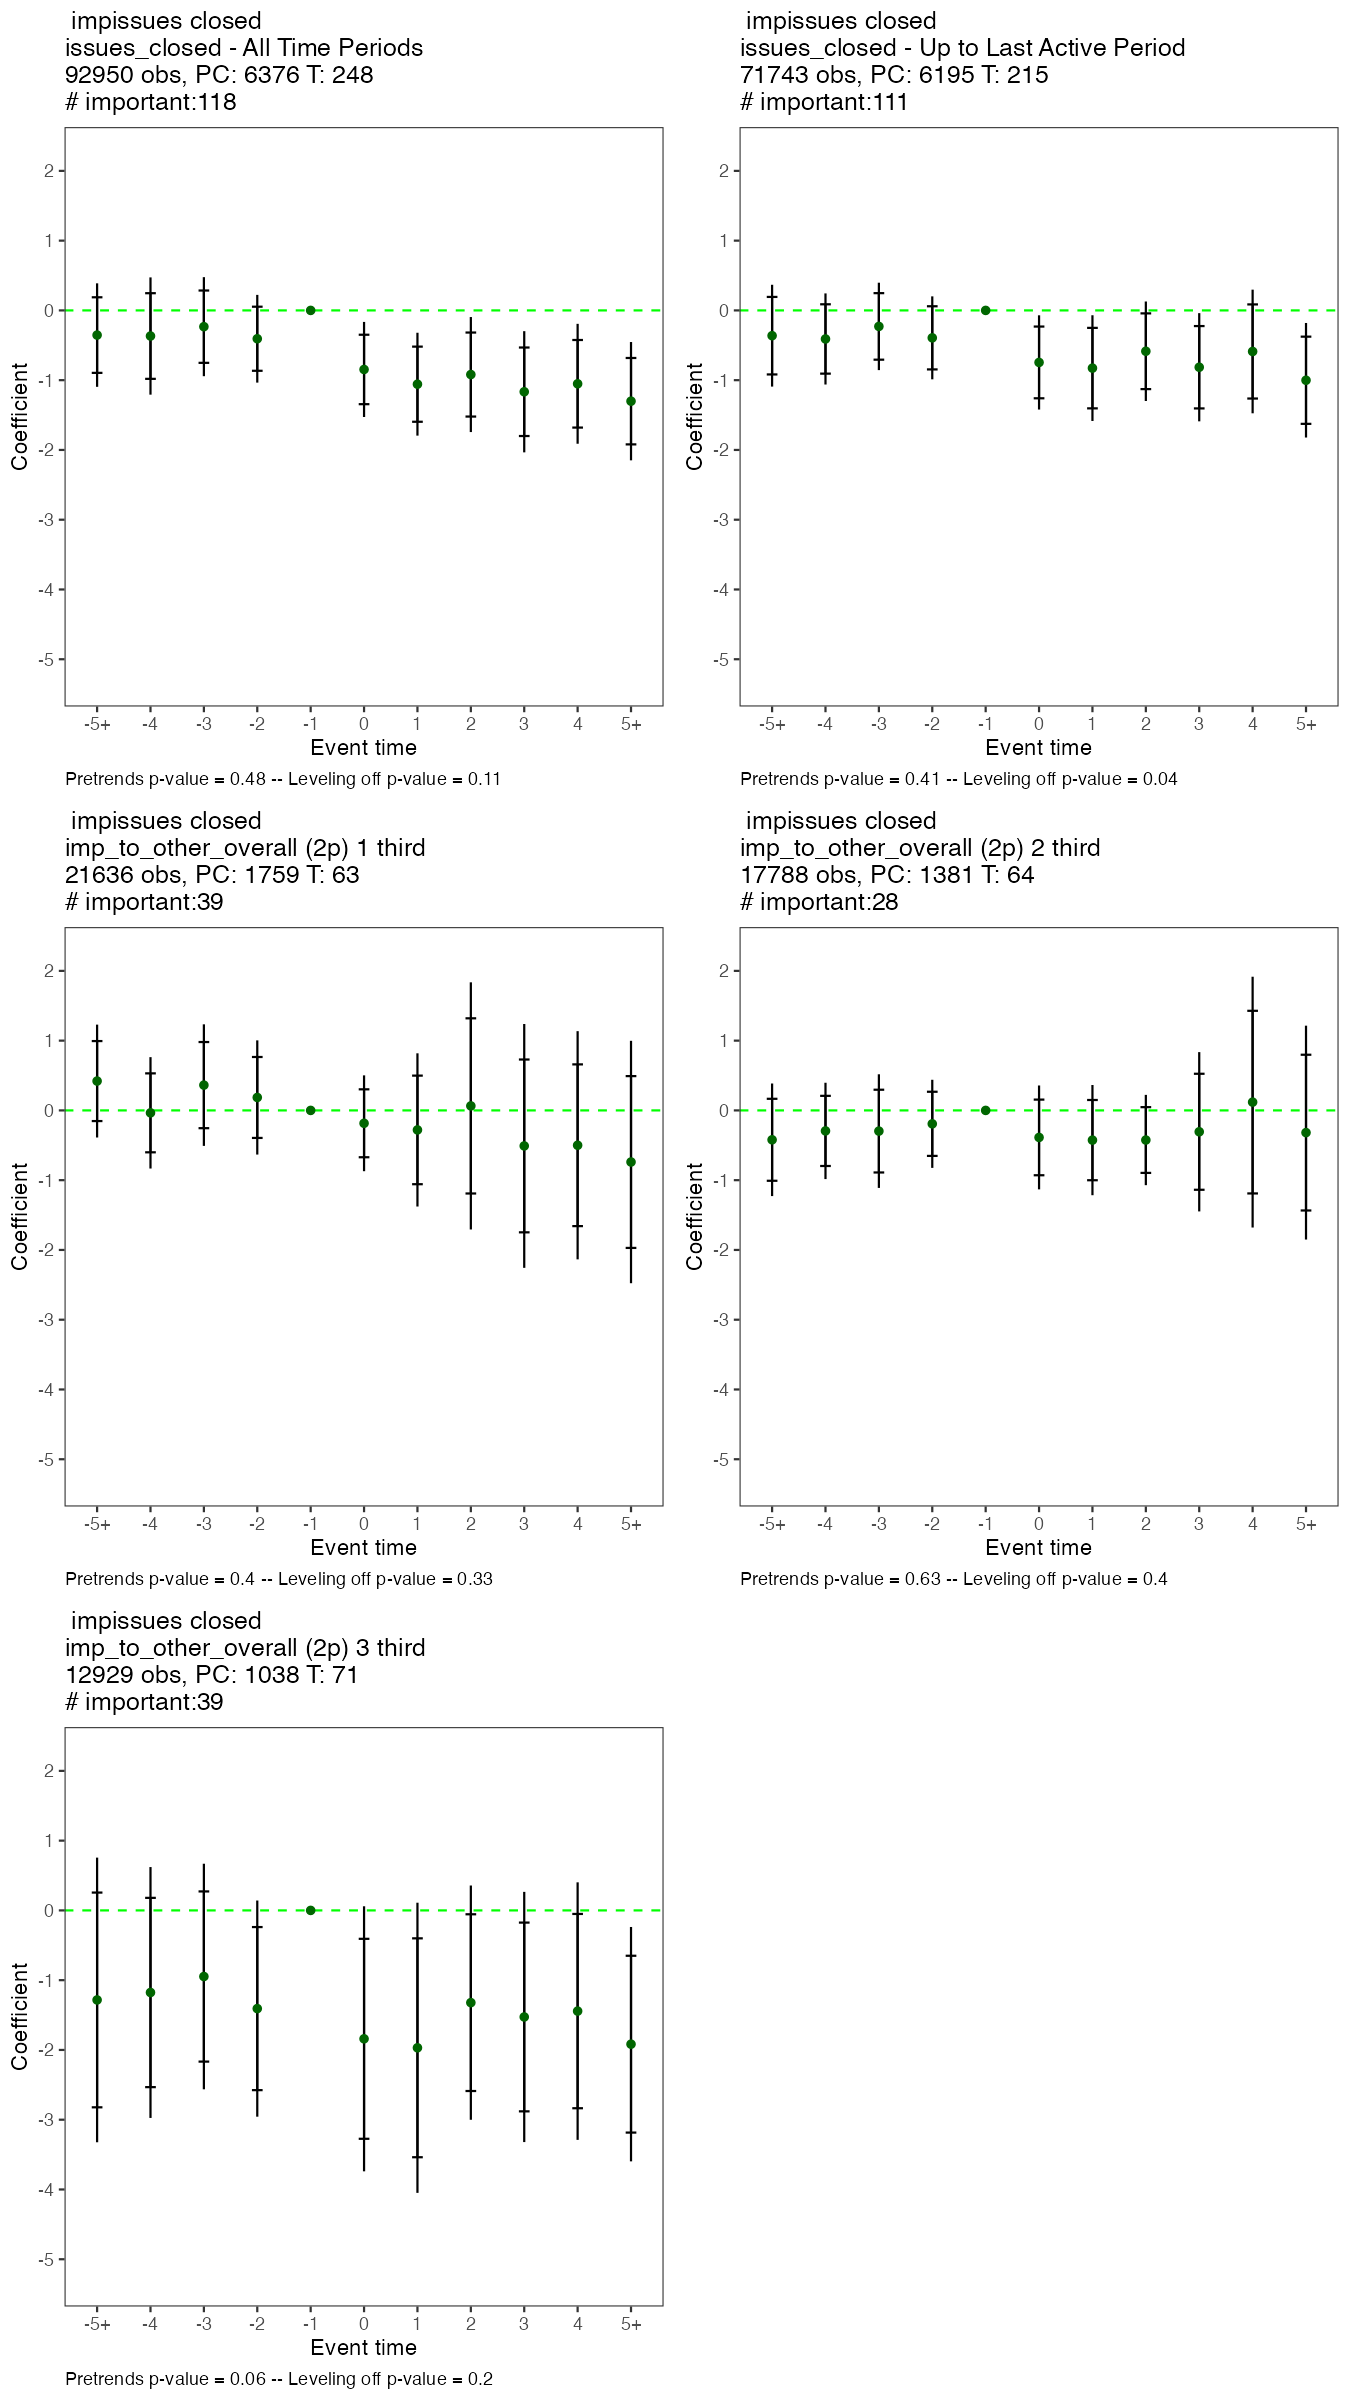 impissues closed
issues_closed - All Time Periods
92950 obs, PC: 6376 T: 248
# important:118
2
1
0
-1
-2
-3
-4
-5
Coefficient
-5+ -4 -3 -2 -1 0 1 2 3 4 5+
Event time
Pretrends p-value = 0.48 -- Leveling off p-value = 0.11
impissues closed
issues_closed - Up to Last Active Period
71743 obs, PC: 6195 T: 215
# important:111
2
1
0
-1
-2
-3
-4
-5
Coefficient
-5+ -4 -3 -2 -1 0 1 2 3 4 5+
Event time
Pretrends p-value = 0.41 -- Leveling off p-value = 0.04
impissues closed
imp_to_other_overall (2p) 1 third
21636 obs, PC: 1759 T: 63
# important:39
2
1
0
-1
-2
-3
-4
-5
Coefficient
-5+ -4 -3 -2 -1 0 1 2 3 4 5+
Event time
Pretrends p-value = 0.4 -- Leveling off p-value = 0.33
impissues closed
imp_to_other_overall (2p) 2 third
17788 obs, PC: 1381 T: 64
# important:28
2
1
0
-1
-2
-3
-4
-5
Coefficient
-5+ -4 -3 -2 -1 0 1 2 3 4 5+
Event time
Pretrends p-value = 0.63 -- Leveling off p-value = 0.4
impissues closed
imp_to_other_overall (2p) 3 third
12929 obs, PC: 1038 T: 71
# important:39
2
1
0
-1
-2
-3
-4
-5
Coefficient
-5+ -4 -3 -2 -1 0 1 2 3 4 5+
Event time
Pretrends p-value = 0.06 -- Leveling off p-value = 0.2